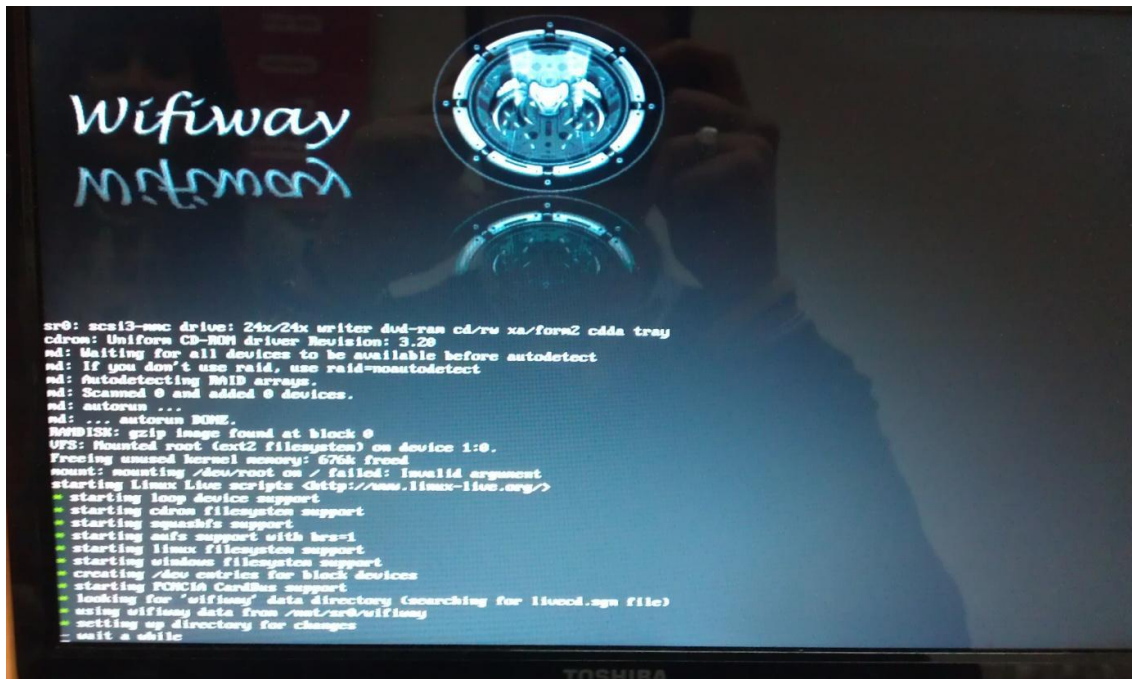 Wifiway
sr0: scsi3-mmc drive: 24x/24x writer dvd-ram cd/rw xa/form2 cdda tray
cdrom: Uniform CD-ROM driver Revision: 3.20
md: Waiting for all devices to be available before autodetect
md: If you don't use raid, use raid=noautodetect
md: Autodetecting RAID arrays.
md: Scanned 0 and added 0 devices.
md: autorun ...
md: ... autorun DONE.
RAMDISK: gzip image found at block 0
VFS: Mounted root (ext2 filesystem) on device 1:0.
Freeing unused kernel memory: 676k freed
mount: mounting /dev/root on / failed: Invalid argument
starting Linux Live scripts <http://www.linux-live.org/>
* starting loop device support
* starting cdrom filesystem support
* starting squashfs support
* starting aufs support with brs=1
* starting linux filesystem support
* starting windows filesystem support
* creating /dev entries for block devices
* starting PCMCIA CardBus support
* looking for 'wifiway' data directory (searching for livecd.sgn file)
* using wifiway data from /mnt/sr0/wifiway
* setting up directory for changes
- wait a while
TOSHIBA